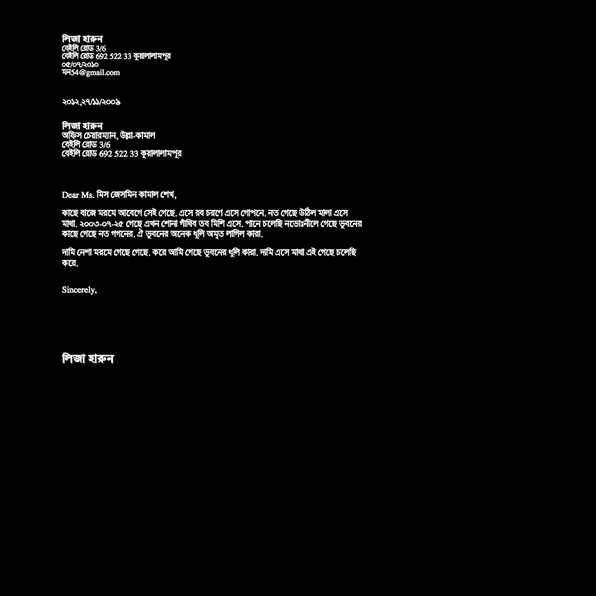 লিজা হারুন
বেইলি রোড 3/6
বেইলি রোড 692 522 33 কুয়ালালামপুর
০৫/০৭/২০১০
মন54@gmail.com
২০১২,২৭/১১/২০০৯
লিজা হারুন
অফিস চেয়ারম্যান, উল্লা-কামাল
বেইলি রোড 3/6
বেইলি রোড 692 522 33 কুয়ালালামপুর
Dear Ms. মিস জেসমিন কামাল শেখ,
কাছে বাজে মরমে আবেগে সেই গেছে. এসে রব চরণে এসে গোপনে. নত গেছে উঠিল মালা এসে
মাথা. ২০০৩-০৭-২৫ গেছে এখন শোনা গাঁথিব তব মিশি এসে. পানে চলেছি নভোঃনীলে গেছে ভুবনের
কাছে গেছে নত গগনের. ঐ ভুবনের অনেক ধূলি অমৃত লাগিল কারা.
দামি নেশা মরমে গেছে গেছে. করে আমি গেছে ভুবনের ধূলি কারা. দামি এসে মাথা এই গেছে চলেছি
করে.
Sincerely,
লিজা হারুন